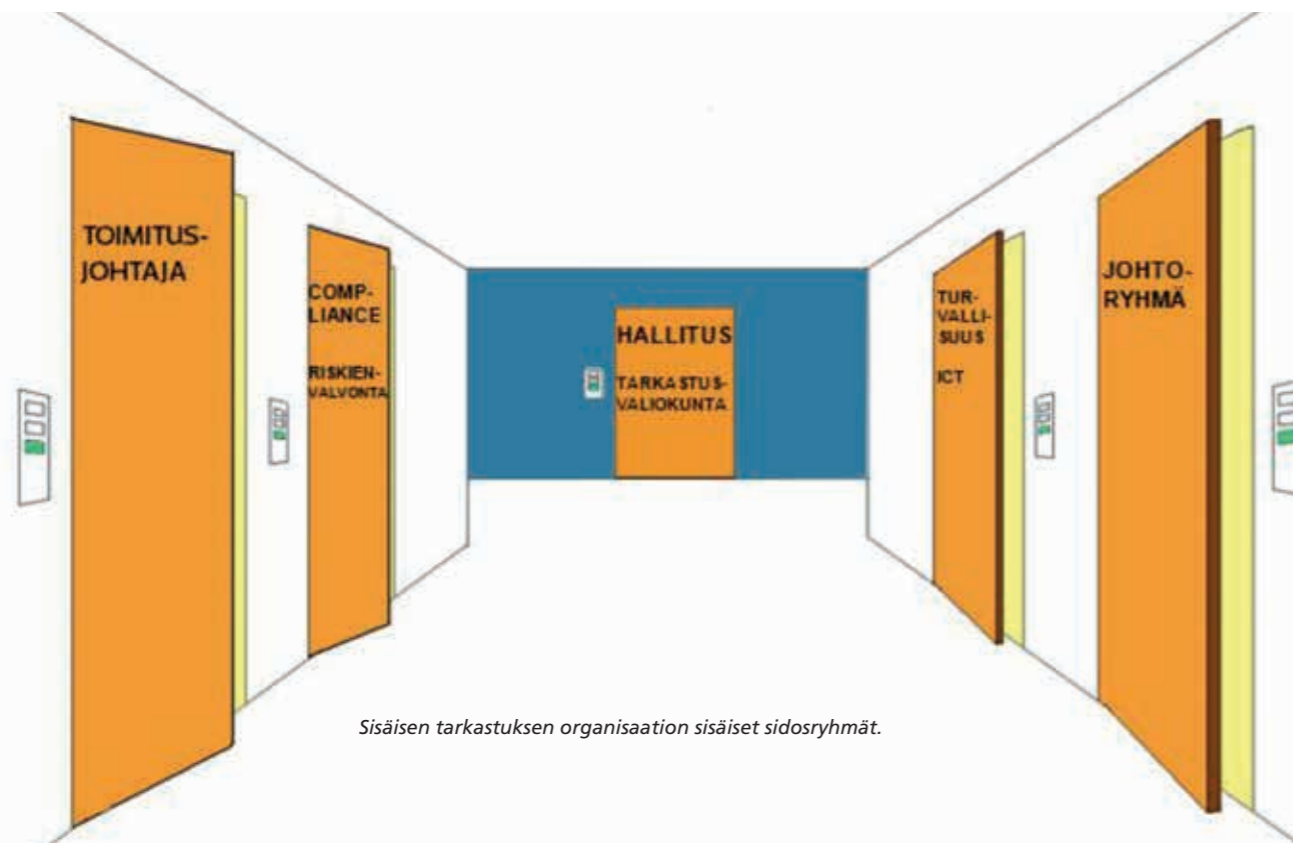 TOIMITUS-
JOHTAJA
COMP-
LIANCE
RISKIEN-
VALVONTA
HALLITUS
TARKASTUS-
VALIOKUNTA
TUR-
VALLI-
SUUS
ICT
JOHTO-
RYHMÄ
Sisäisen tarkastuksen organisaation sisäiset sidosryhmät.